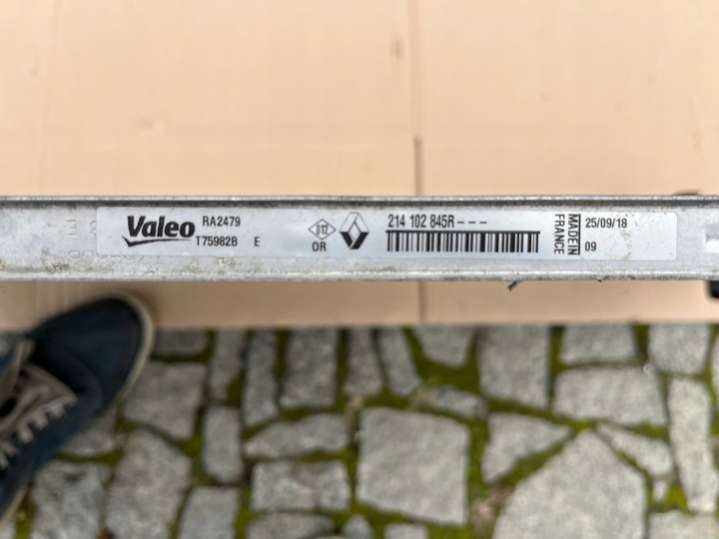 Valeo
RA2479
T75982B E
OR
214 102 845R---
MADE IN
FRANCE
25/09/18
09